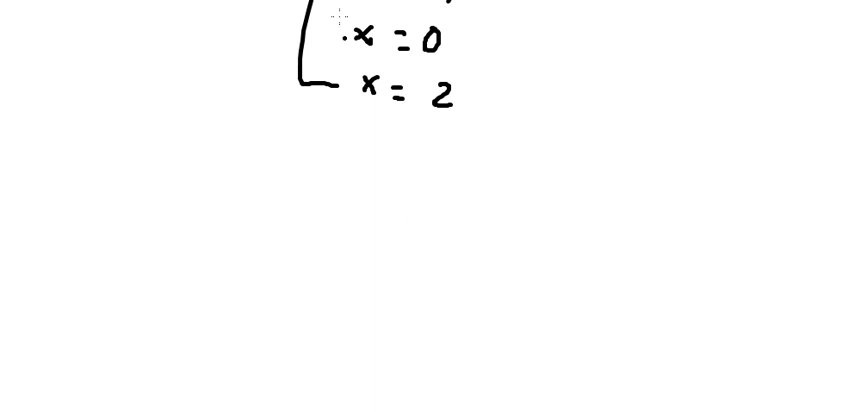 x = 0
x = 2